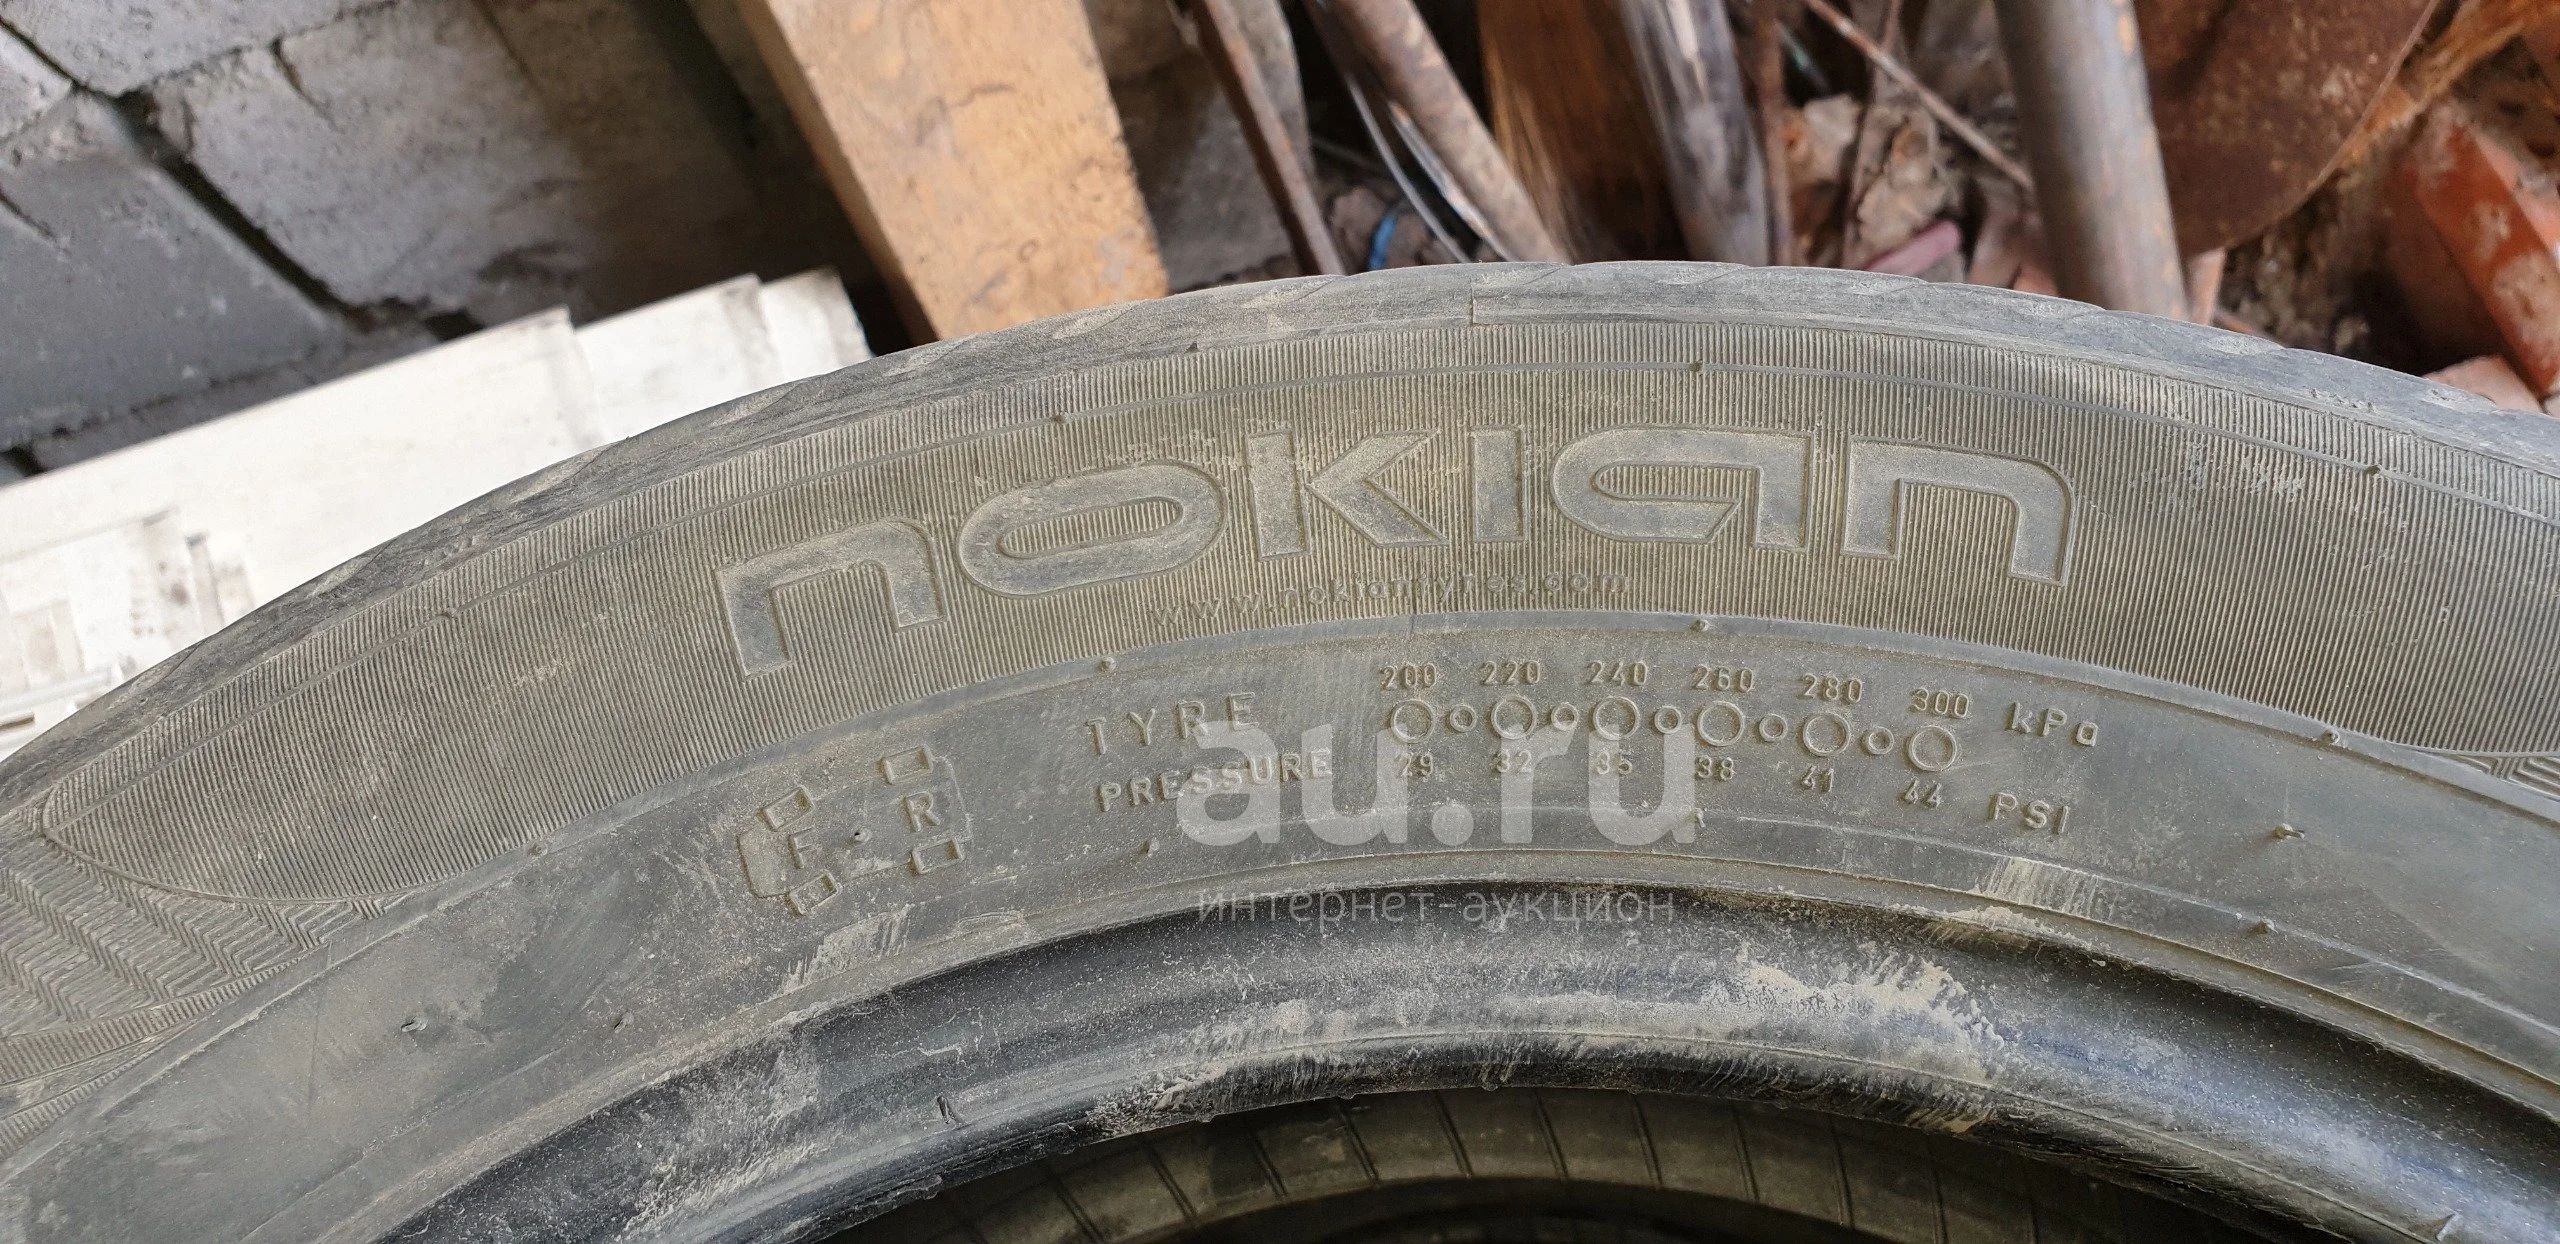 nokian
www.nokiantyres.com
200 220 240 260 280 300 kPa
TYRE
PRESSURE
29 32 35 38 41 44 PSI
F R
au.ru
интернет-аукцион